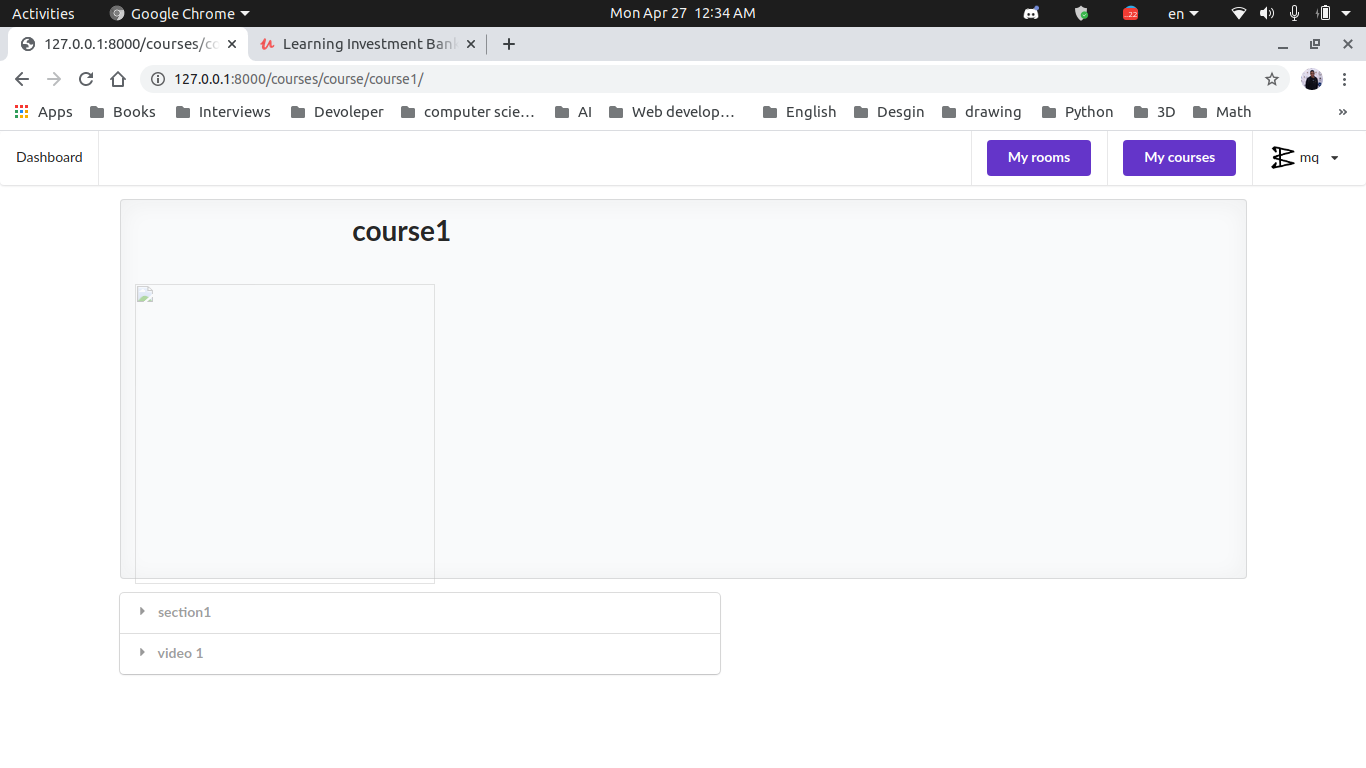 Activities Google Chrome Mon Apr 27 12:34 AM ...22 en
127.0.0.1:8000/courses/co Learning Investment Bank
127.0.0.1:8000/courses/course/course1/
Apps Books Interviews Devoleper computer scie... AI Web develop... English Desgin drawing Python 3D Math »
Dashboard My rooms My courses mq
course1
section1
video 1